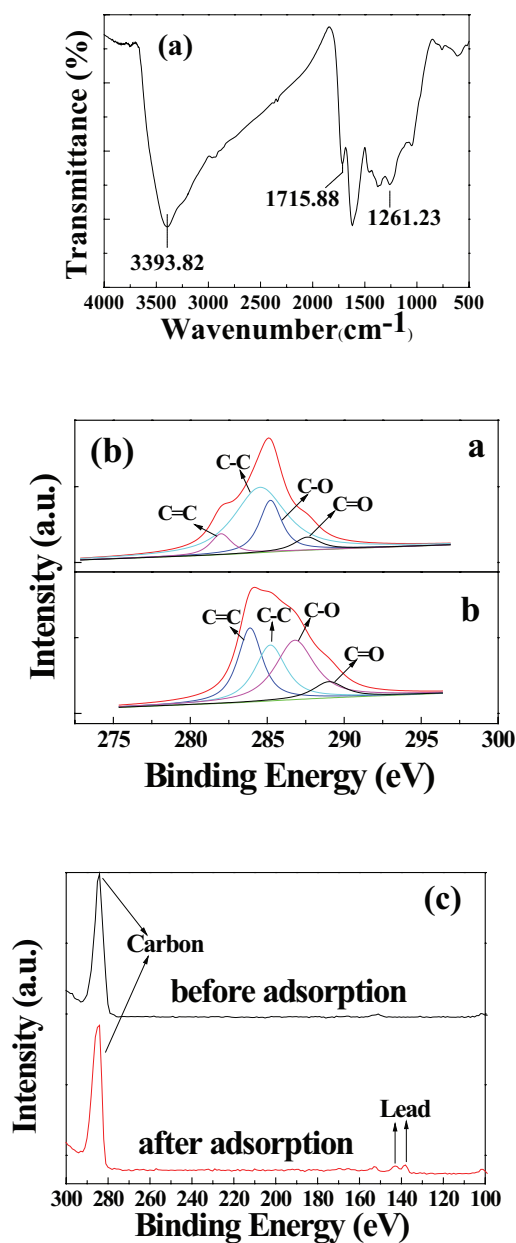 (a)
Transmittance (%)
3393.82
1715.88
1261.23
4000 3500 3000 2500 2000 1500 1000 500
Wavenumber(cm-1)
(b)
a
C-C
C-O
C=C
C=O
b
C=C
C-C
C-O
C=O
Intensity (a.u.)
275 280 285 290 295 300
Binding Energy (eV)
(c)
Carbon
before adsorption
Lead
after adsorption
Intensity (a.u.)
300 280 260 240 220 200 180 160 140 120 100
Binding Energy (eV)